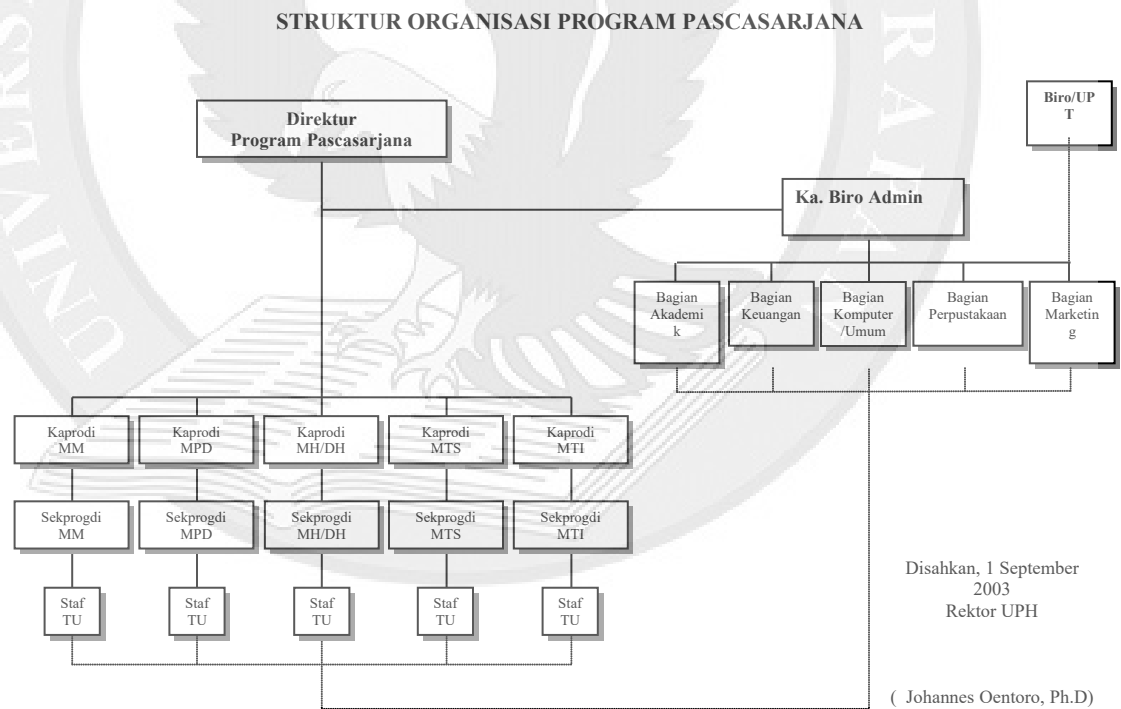 STRUKTUR ORGANISASI PROGRAM PASCASARJANA
Biro/UP
T
Direktur
Program Pascasarjana
Ka. Biro Admin
Bagian
Akademi
k
Bagian
Keuangan
Bagian
Komputer
/Umum
Bagian
Perpustakaan
Bagian
Marketin
g
Kaprodi
MM
Kaprodi
MPD
Kaprodi
MH/DH
Kaprodi
MTS
Kaprodi
MTI
Sekprogdi
MM
Sekprogdi
MPD
Sekprogdi
MH/DH
Sekprogdi
MTS
Sekprogdi
MTI
Staf
TU
Staf
TU
Staf
TU
Staf
TU
Staf
TU
Disahkan, 1 September
2003
Rektor UPH
( Johannes Oentoro, Ph.D)